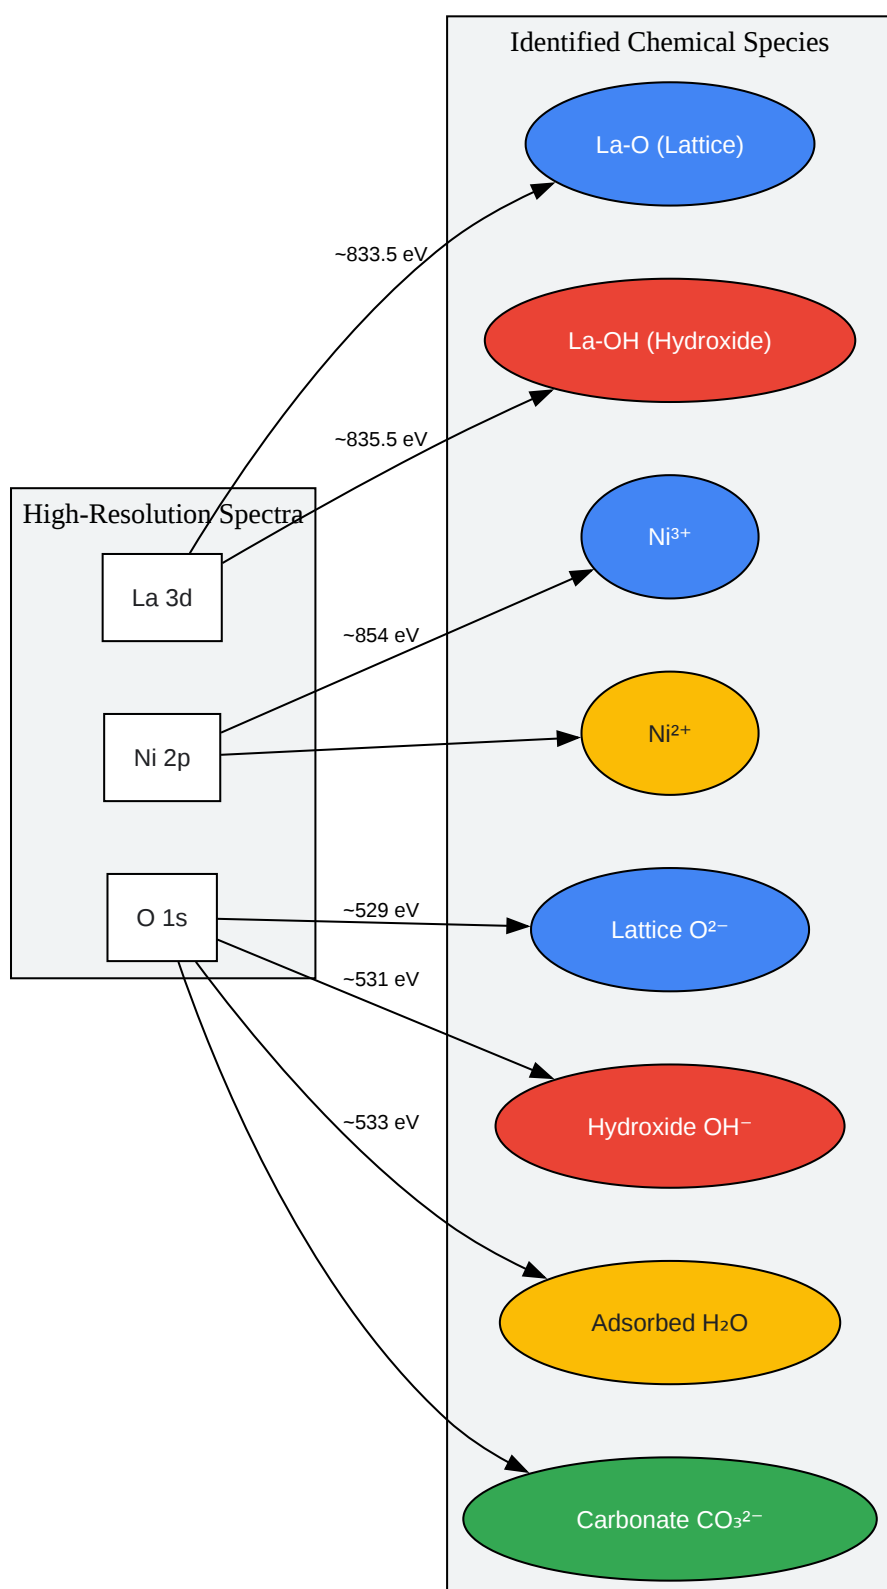 Identified Chemical Species
La-O (Lattice)
~833.5 eV
La-OH (Hydroxide)
~835.5 eV
High-Resolution Spectra
La 3d
Ni³⁺
~854 eV
Ni 2p
Ni²⁺
O 1s
~529 eV
Lattice O²⁻
~531 eV
Hydroxide OH⁻
~533 eV
Adsorbed H₂O
Carbonate CO₃²⁻